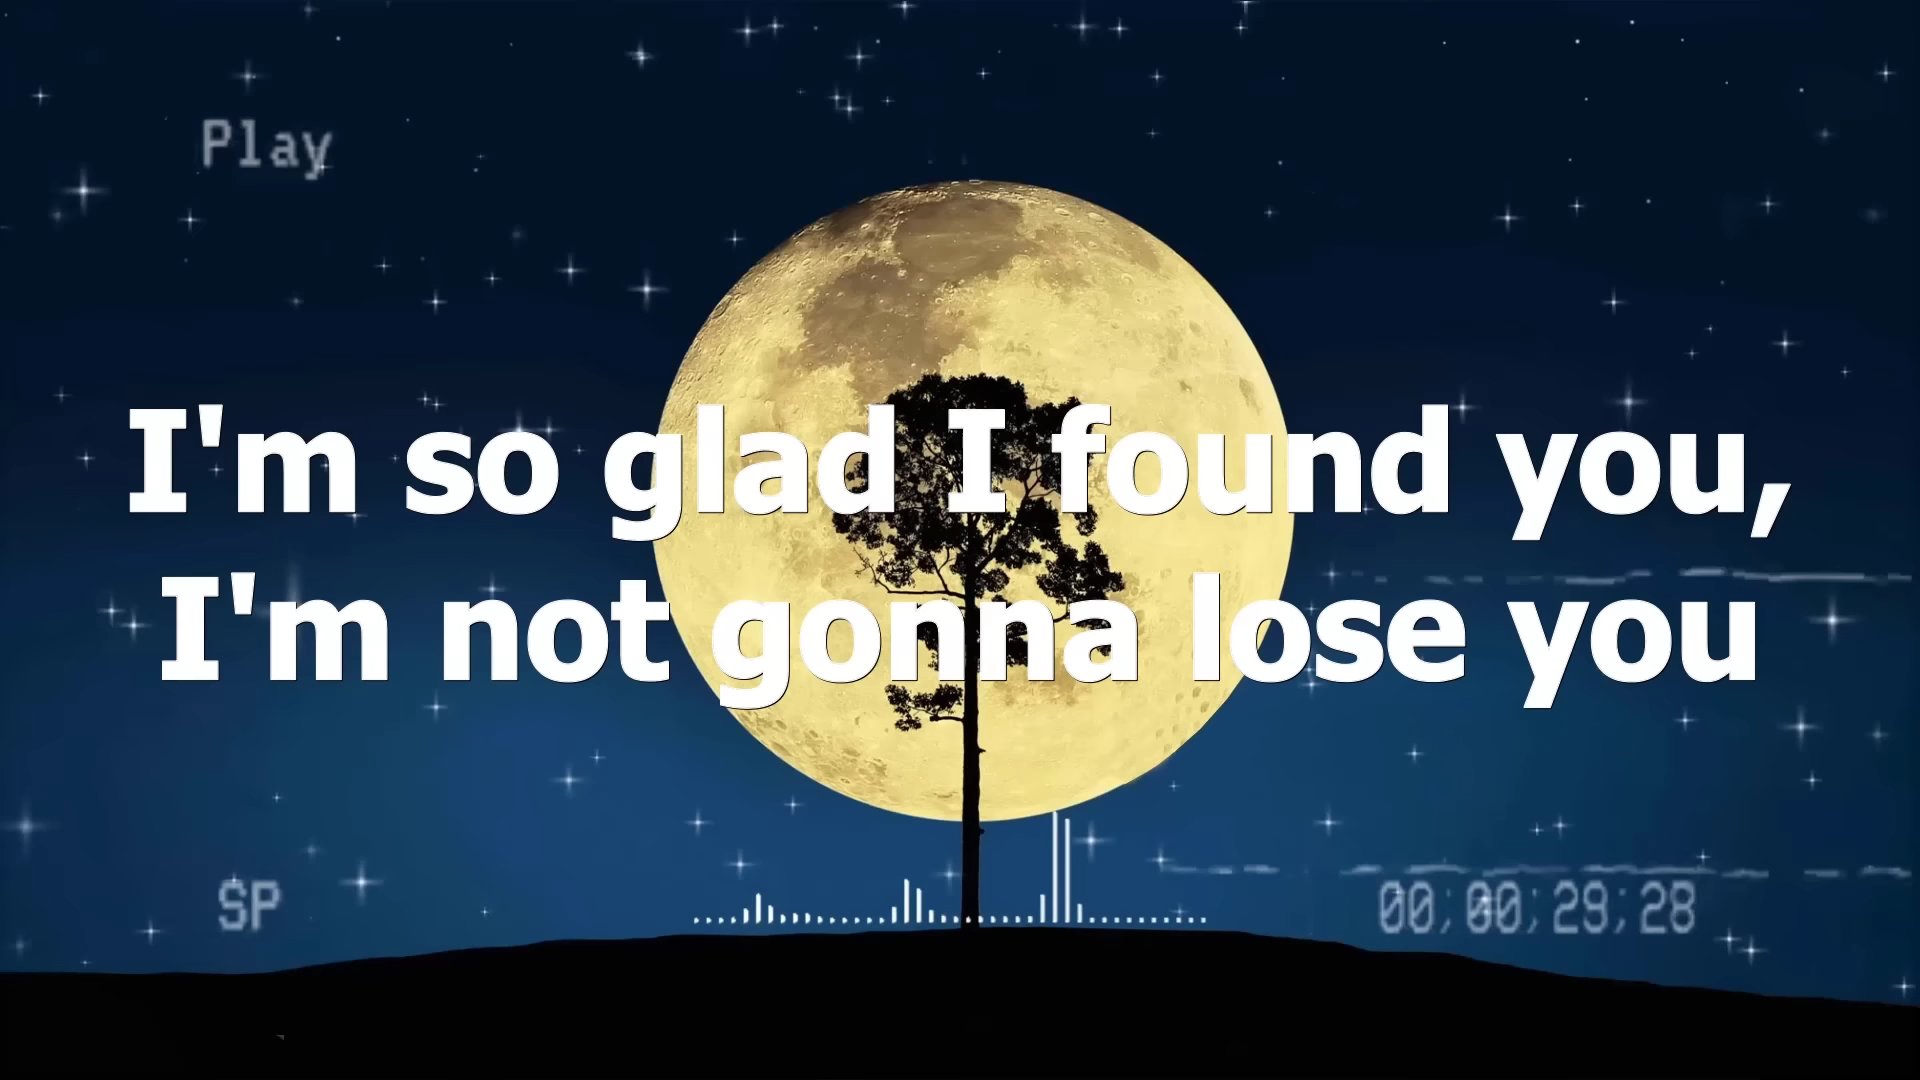 Play
I'm so glad I found you,
I'm not gonna lose you
SP
00;00;29;28